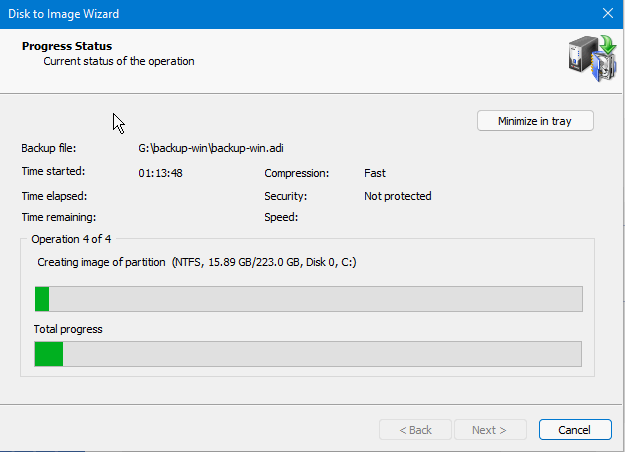 Disk to Image Wizard
Progress Status
Current status of the operation
Minimize in tray
Backup file: G:\backup-win\backup-win.adi
Time started: 01:13:48 Compression: Fast
Time elapsed: Security: Not protected
Time remaining: Speed:
Operation 4 of 4
Creating image of partition (NTFS, 15.89 GB/223.0 GB, Disk 0, C:)
Total progress
< Back Next > Cancel